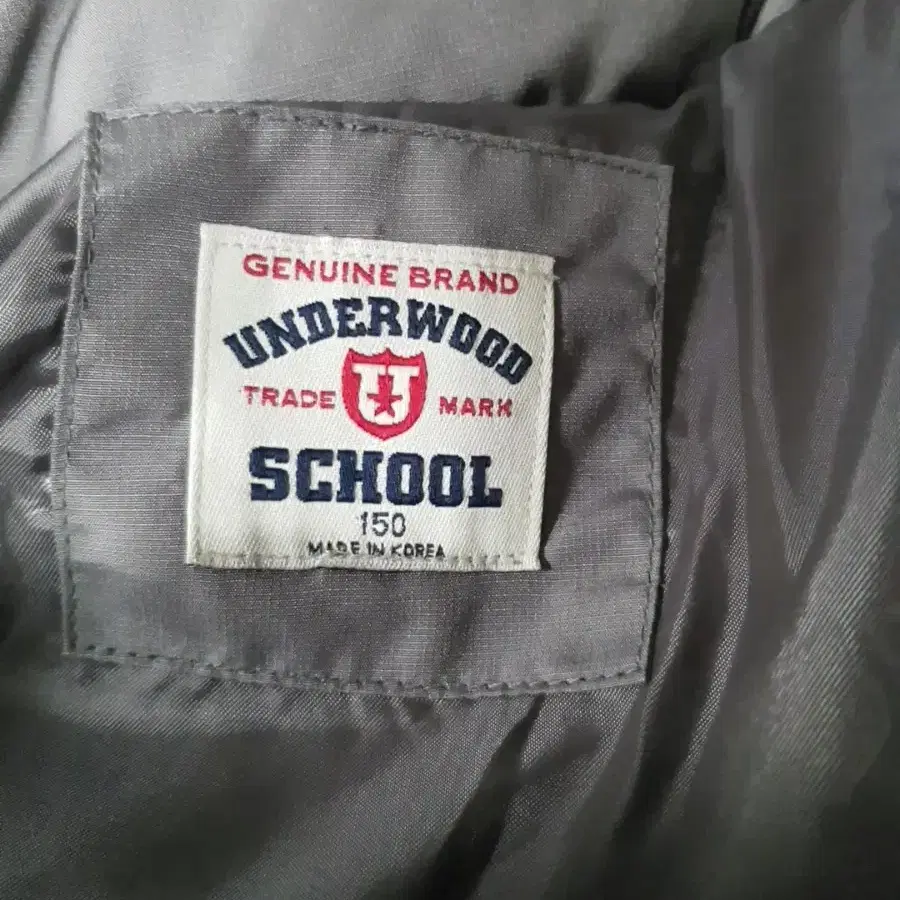 GENUINE BRAND
UNDERWOOD
TRADE U MARK
SCHOOL
150
MADE IN KOREA